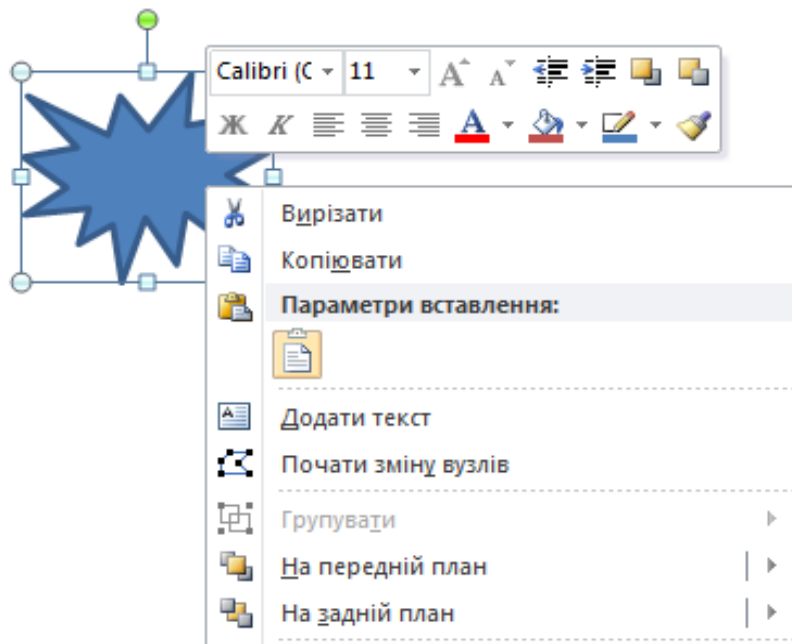 Calibri (С 11 A A
Ж К A
Вирізати
Копіювати
Параметри вставлення:
Додати текст
Почати зміну вузлів
Групувати
На передній план
На задній план